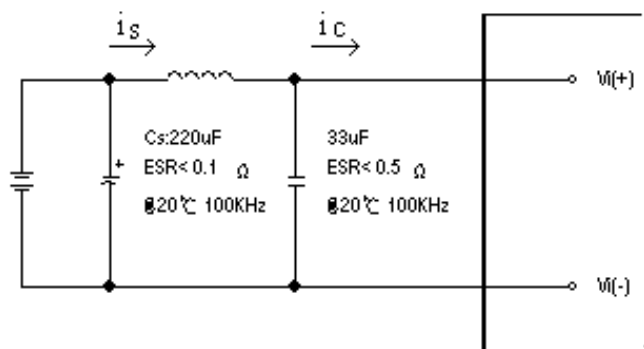 is
ic
Vi(+)
Cs:220uF
ESR< 0.1 Ω
@20℃ 100KHz
33uF
ESR< 0.5 Ω
@20℃ 100KHz
+
Vi(-)